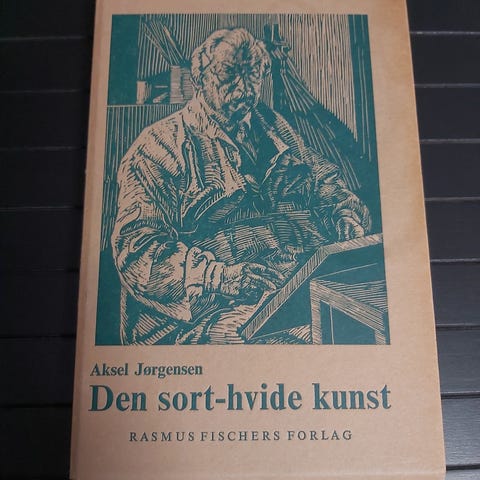 Aksel Jørgensen
Den sort-hvide kunst
RASMUS FISCHERS FORLAG